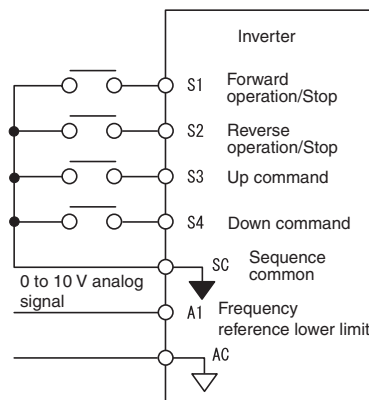 Inverter
S1 Forward
operation/Stop
S2 Reverse
operation/Stop
S3 Up command
S4 Down command
SC Sequence
common
0 to 10 V analog
signal
A1 Frequency
reference lower limit
AC